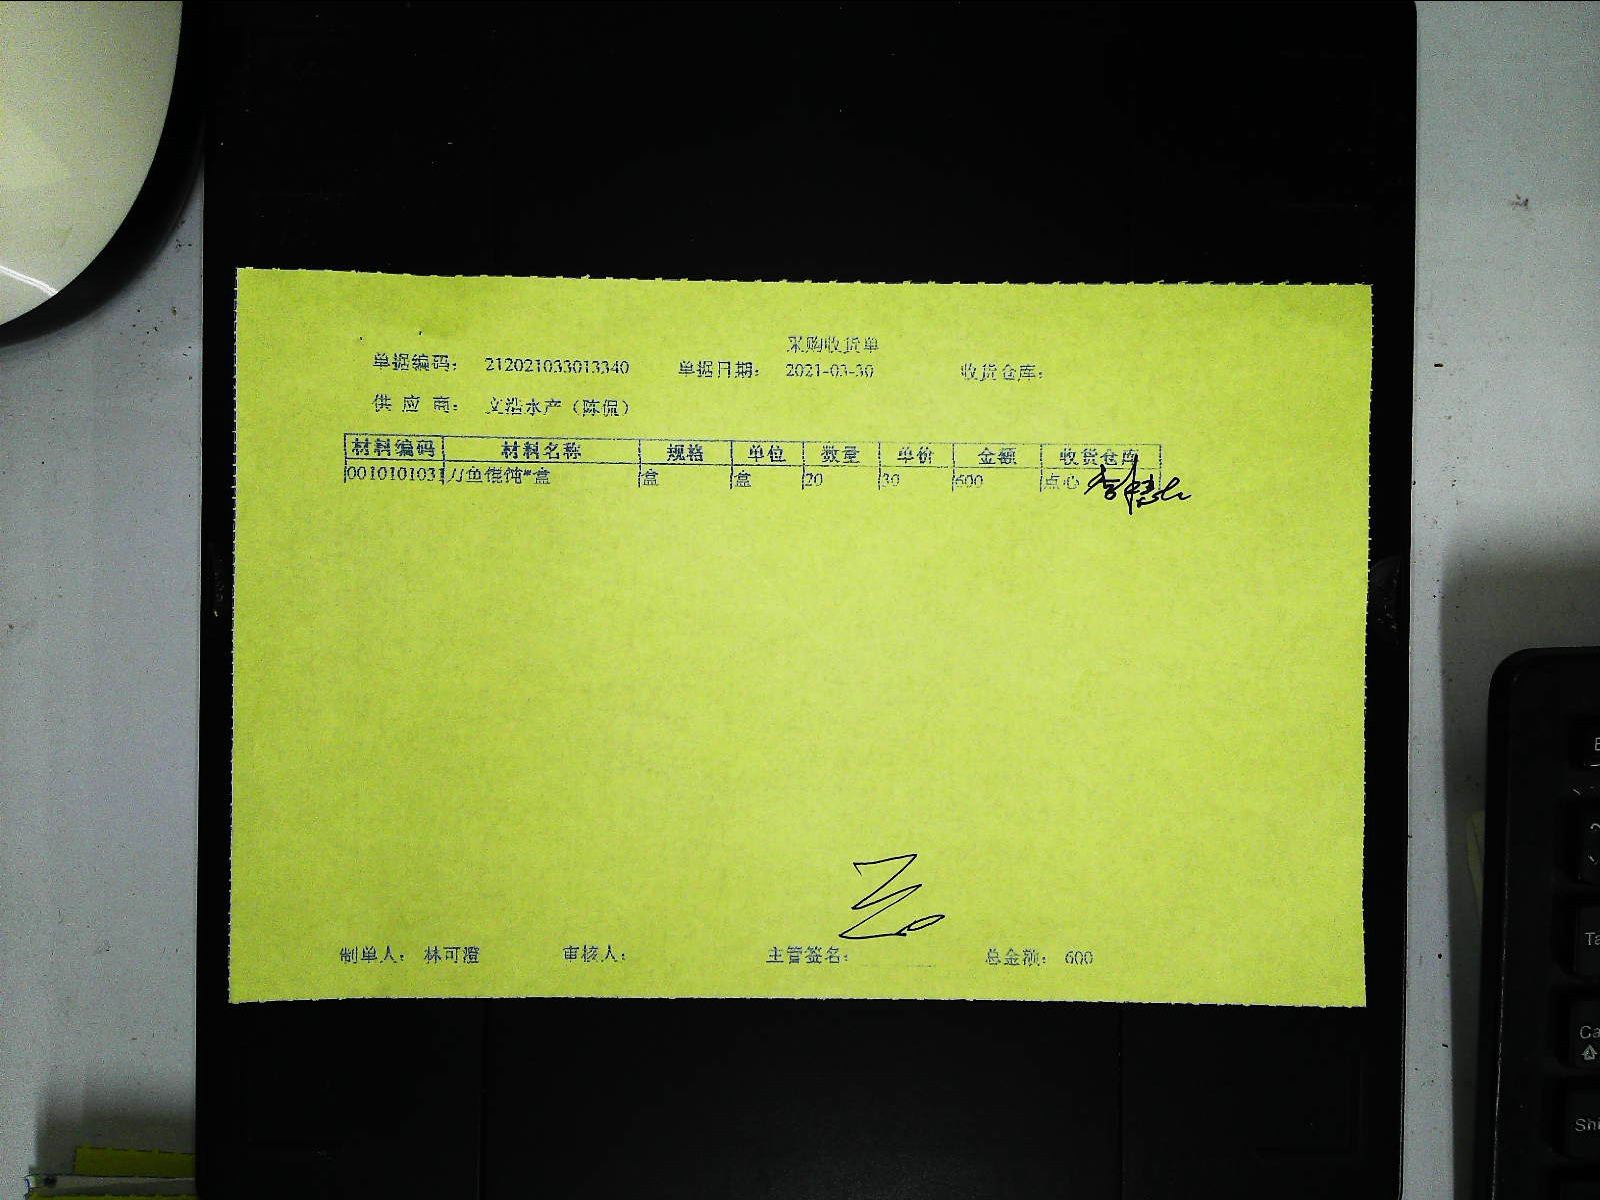 采购收货单
单据编码： 212021033013340 单据日期： 2021-03-30 收货仓库：
供 应 商： 文浩水产（陈侃）
材料编码 材料名称 规格 单位 数量 单价 金额 收货仓库
0010101031 刀鱼馄饨*盒 盒 盒 20 30 600 点心
制单人： 林可澄 审核人： 主管签名： 总金额： 600